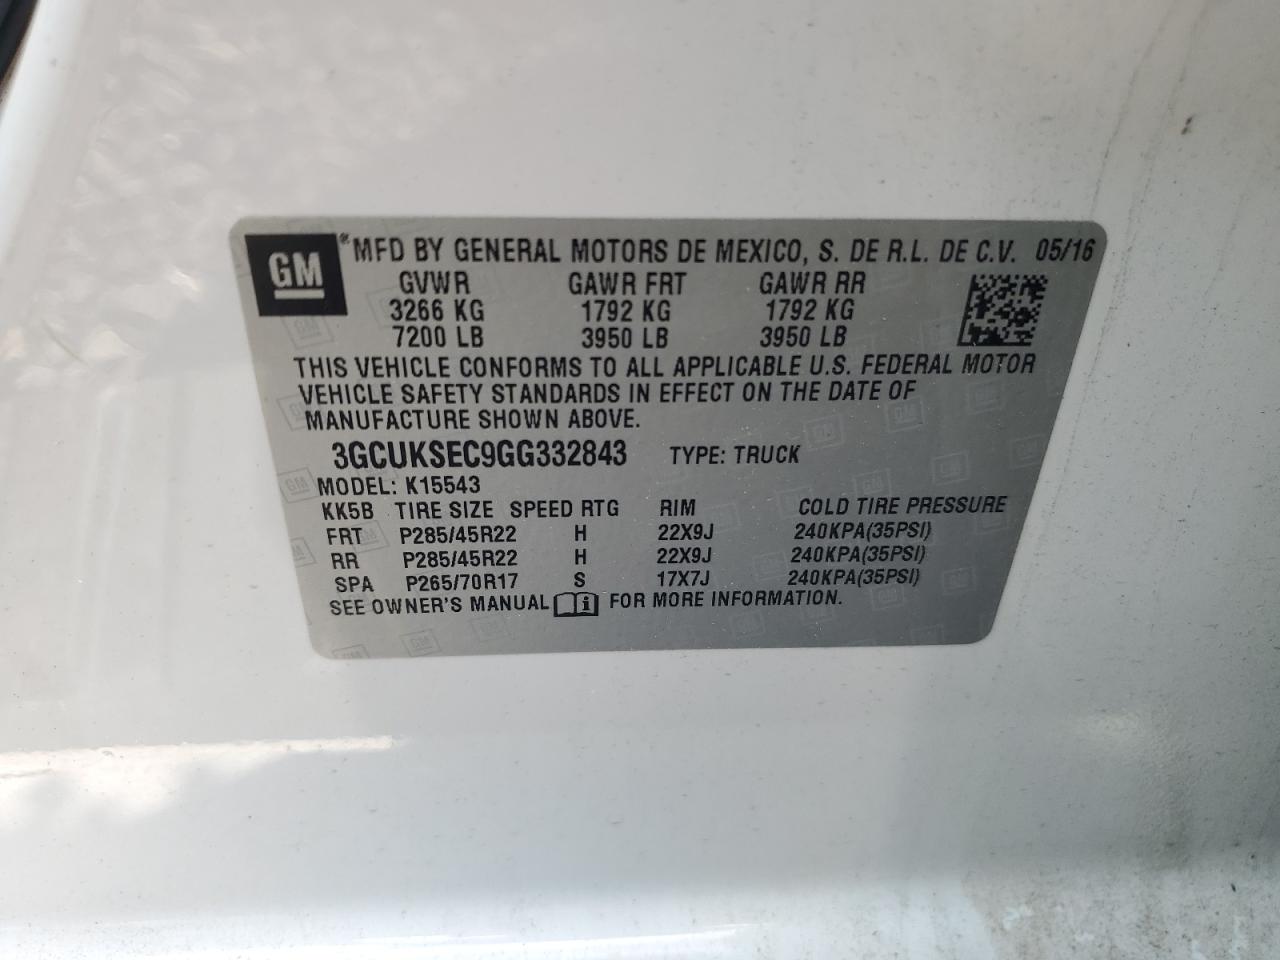 GM ® MFD BY GENERAL MOTORS DE MEXICO, S. DE R.L. DE C.V. 05/16
GVWR GAWR FRT GAWR RR
3266 KG 1792 KG 1792 KG
7200 LB 3950 LB 3950 LB
THIS VEHICLE CONFORMS TO ALL APPLICABLE U.S. FEDERAL MOTOR
VEHICLE SAFETY STANDARDS IN EFFECT ON THE DATE OF
MANUFACTURE SHOWN ABOVE.
3GCUKSEC9GG332843 TYPE: TRUCK
MODEL: K15543
KK5B TIRE SIZE SPEED RTG RIM COLD TIRE PRESSURE
FRT P285/45R22 H 22X9J 240KPA(35PSI)
RR P285/45R22 H 22X9J 240KPA(35PSI)
SPA P265/70R17 S 17X7J 240KPA(35PSI)
SEE OWNER'S MANUAL i FOR MORE INFORMATION.